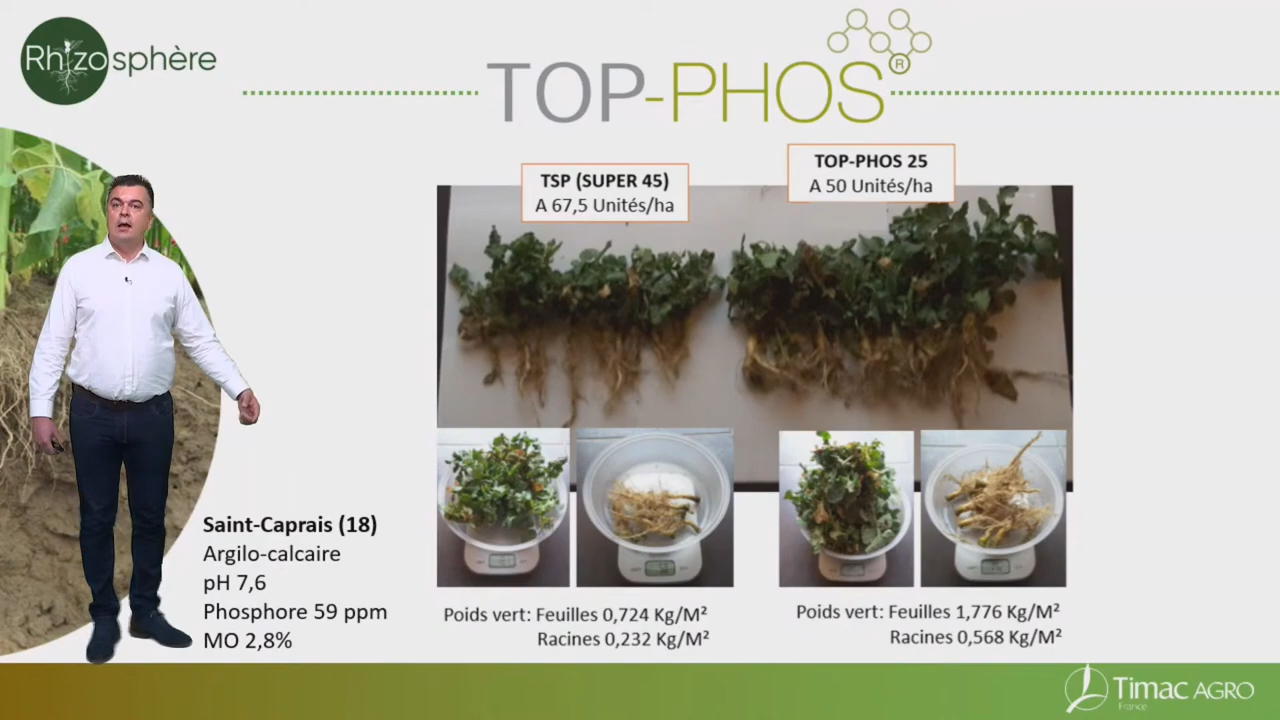 Rhizosphère
TOP-PHOS®
TSP (SUPER 45)
A 67,5 Unités/ha
TOP-PHOS 25
A 50 Unités/ha
Saint-Caprais (18)
Argilo-calcaire
pH 7,6
Phosphore 59 ppm
MO 2,8%
Poids vert: Feuilles 0,724 Kg/M²
Racines 0,232 Kg/M²
Poids vert: Feuilles 1,776 Kg/M²
Racines 0,568 Kg/M²
Timac AGRO
France